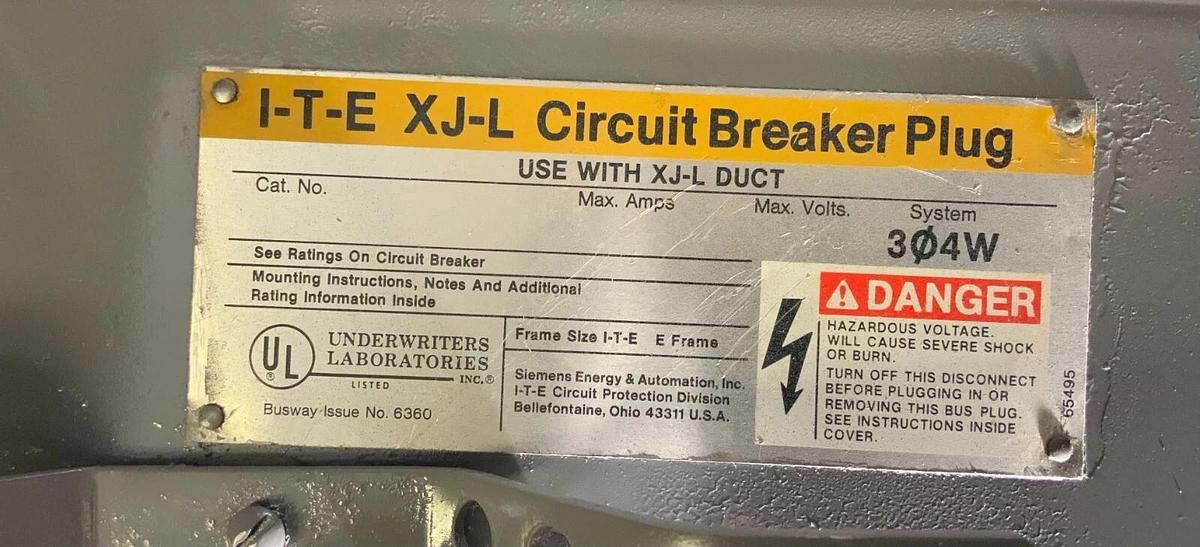 I-T-E XJ-L Circuit Breaker Plug
USE WITH XJ-L DUCT
Cat. No.
Max. Amps
Max. Volts.
System
3Ø4W
See Ratings On Circuit Breaker
Mounting Instructions, Notes And Additional
Rating Information Inside
UL
®
UNDERWRITERS
LABORATORIES
INC.®
LISTED
Busway Issue No. 6360
Frame Size I-T-E E Frame
Siemens Energy & Automation, Inc.
I-T-E Circuit Protection Division
Bellefontaine, Ohio 43311 U.S.A.
DANGER
HAZARDOUS VOLTAGE.
WILL CAUSE SEVERE SHOCK
OR BURN.
TURN OFF THIS DISCONNECT
BEFORE PLUGGING IN OR
REMOVING THIS BUS PLUG.
SEE INSTRUCTIONS INSIDE
COVER.
65495